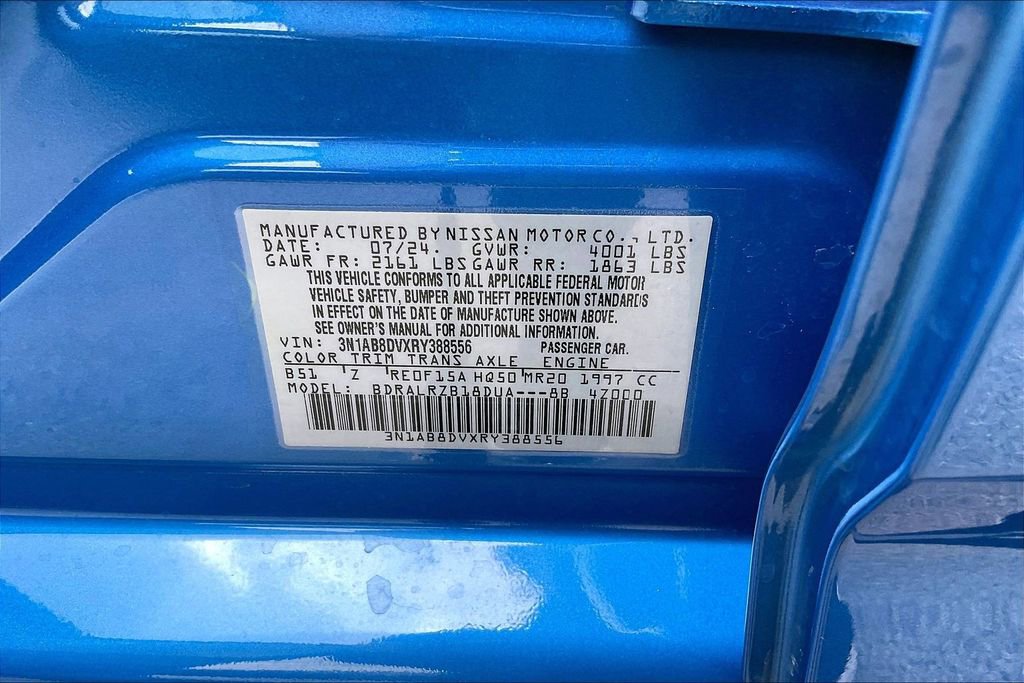 MANUFACTURED BY NISSAN MOTOR CO., LTD.
DATE: 07/24. GVWR: 4001 LBS
GAWR FR: 2161 LBS GAWR RR: 1863 LBS
THIS VEHICLE CONFORMS TO ALL APPLICABLE FEDERAL MOTOR
VEHICLE SAFETY, BUMPER AND THEFT PREVENTION STANDARDS
IN EFFECT ON THE DATE OF MANUFACTURE SHOWN ABOVE.
SEE OWNER'S MANUAL FOR ADDITIONAL INFORMATION.
VIN: 3N1AB8DVXRY388556 PASSENGER CAR.
COLOR TRIM TRANS AXLE ENGINE
B51 Z RE0F15A HQ50 MR20 1997 CC
MODEL: BDRALRZB18DUA---8B 4Z000
3N1AB8DVXRY388556